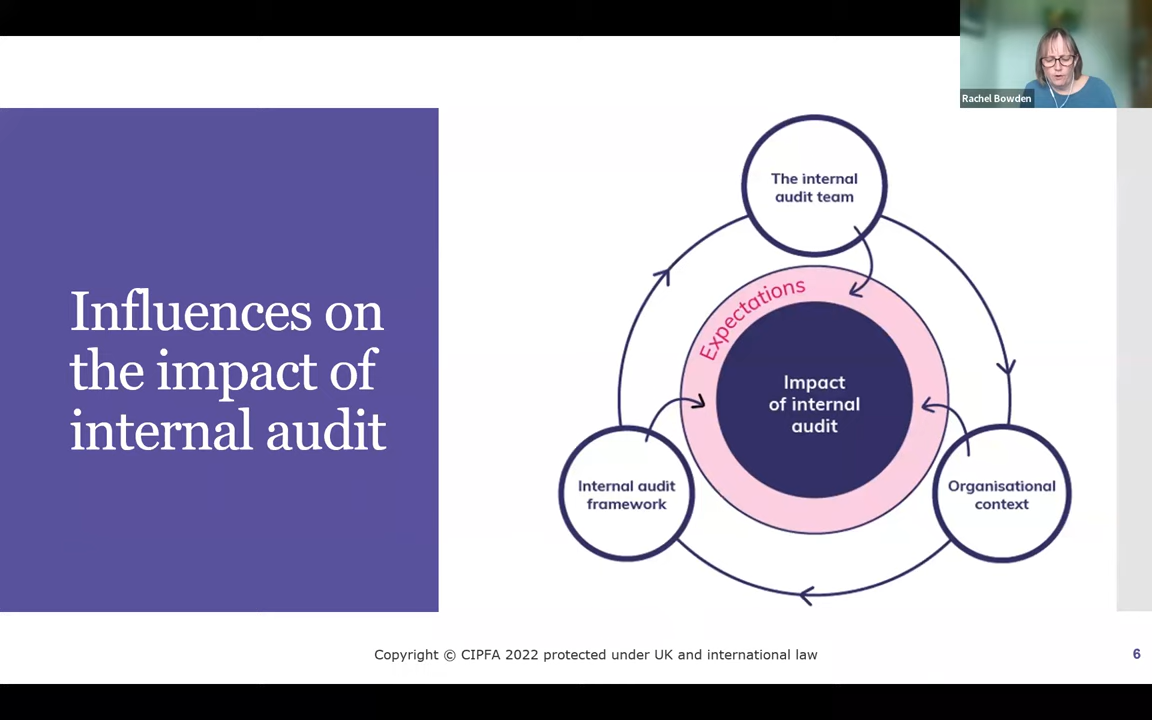 Rachel Bowden
Influences on
the impact of
internal audit
The internal
audit team
Expectations
Impact
of internal
audit
Internal audit
framework
Organisational
context
Copyright © CIPFA 2022 protected under UK and international law
6